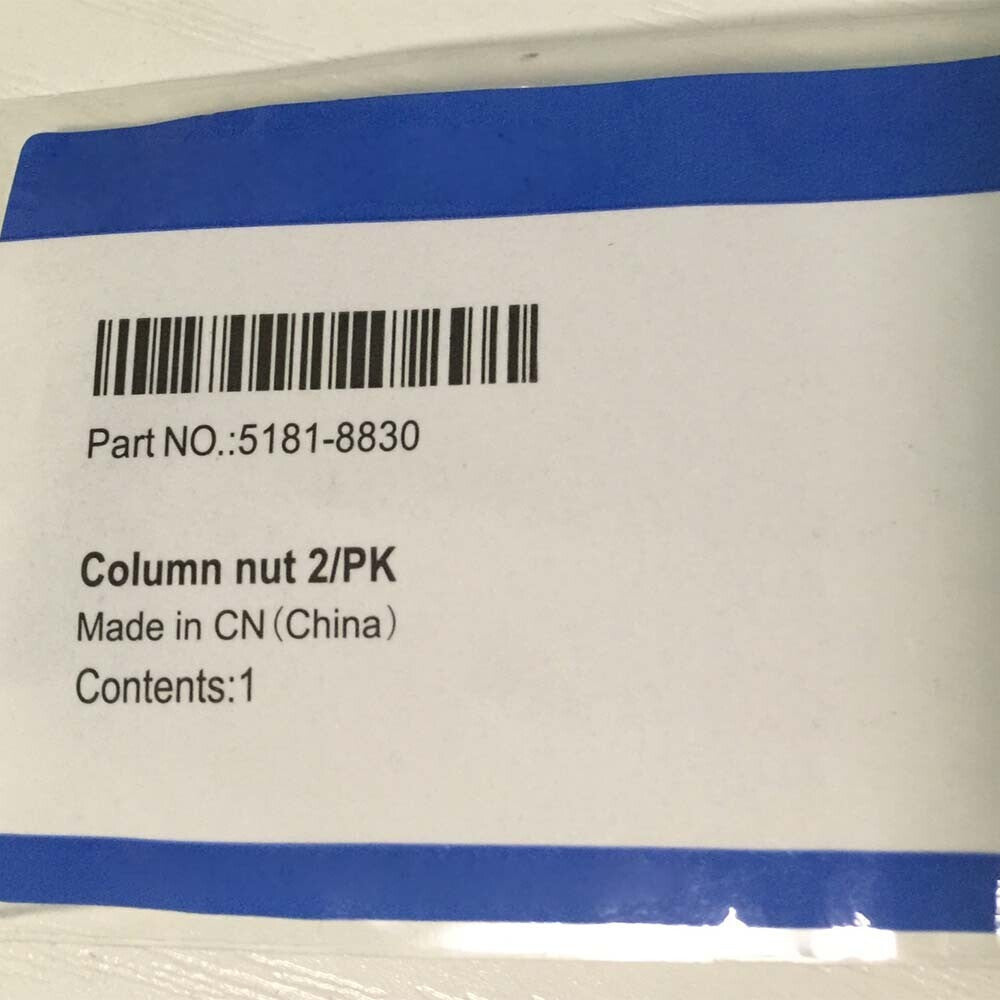 Part NO.:5181-8830
Column nut 2/PK
Made in CN(China)
Contents:1